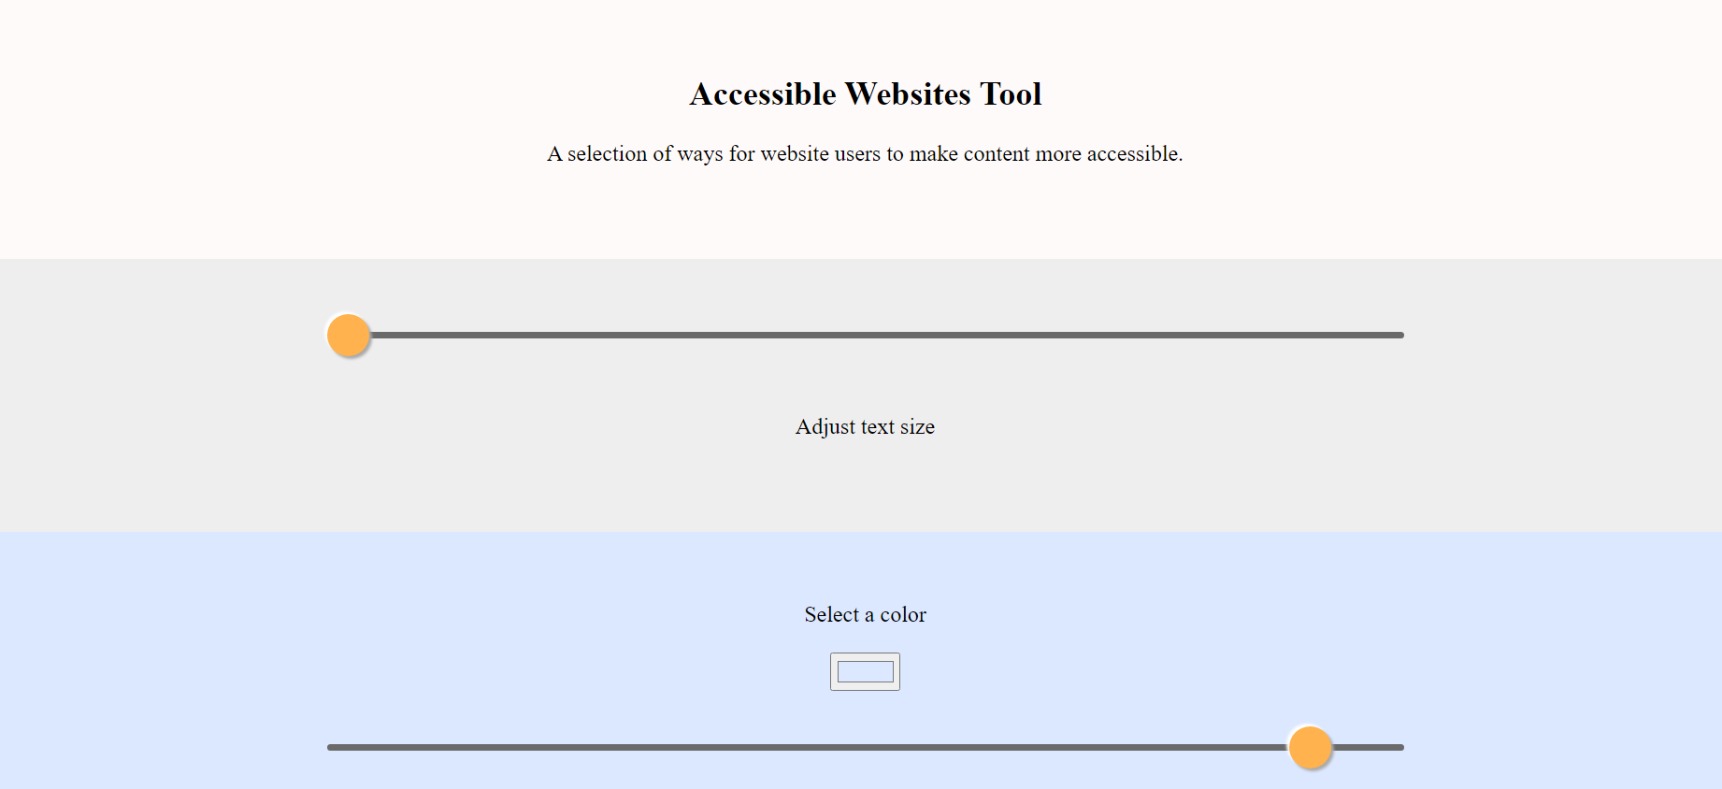 Accessible Websites Tool
A selection of ways for website users to make content more accessible.
Adjust text size
Select a color